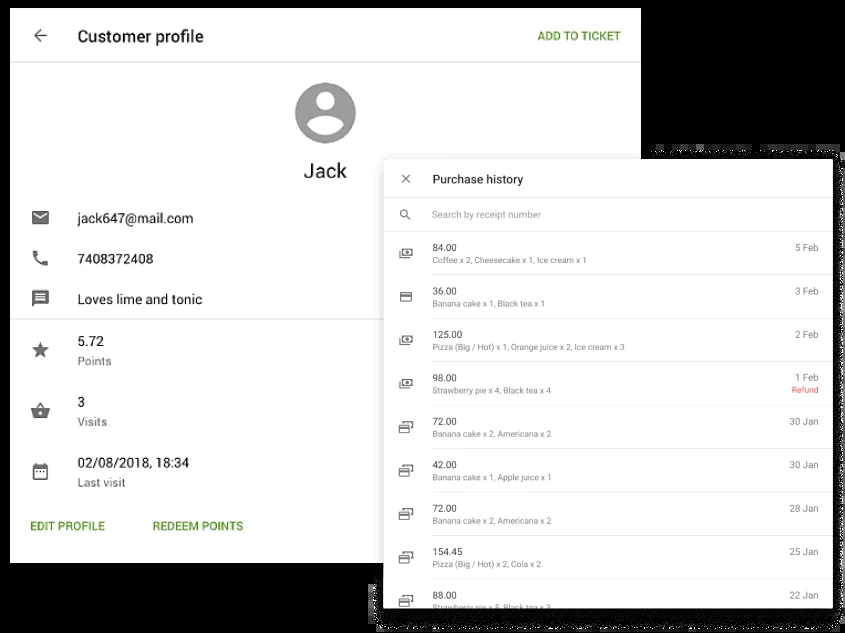 Customer profile
ADD TO TICKET
Jack
jack647@mail.com
7408372408
Loves lime and tonic
5.72
Points
3
Visits
02/08/2018, 18:34
Last visit
EDIT PROFILE
REDEEM POINTS
Purchase history
Search by receipt number
84.00
5 Feb
Coffee x 2, Cheesecake x 1, Ice cream x 1
36.00
3 Feb
Banana cake x 1, Black tea x 1
125.00
2 Feb
Pizza (Big / Hot) x 1, Orange juice x 2, Ice cream x 3
98.00
1 Feb
Strawberry pie x 4, Black tea x 4
Refund
72.00
30 Jan
Banana cake x 2, Americana x 2
42.00
30 Jan
Banana cake x 1, Apple juice x 1
72.00
28 Jan
Banana cake x 2, Americana x 2
154.45
25 Jan
Pizza (Big / Hot) x 2, Cola x 2
88.00
22 Jan
Strawberry pie x 5, Black tea x 3